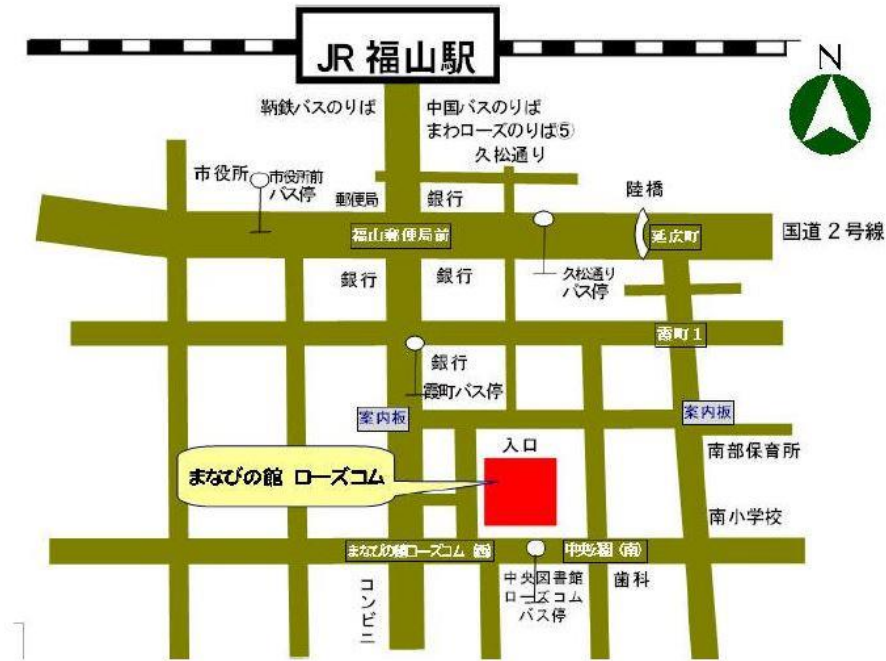 JR 福山駅
N
鞆鉄バスのりば
中国バスのりば
まわローズのりば⑤
久松通り
市役所
市役所前
バス停
郵便局
銀行
陸橋
福山郵便局前
延広町
国道2号線
銀行
銀行
久松通り
バス停
霞町1
銀行
霞町バス停
案内板
案内板
入口
南部保育所
まなびの館 ローズコム
南小学校
まなびの館ローズコム(西)
中央公園(南)
コンビニ
中央図書館
ローズコム
バス停
歯科